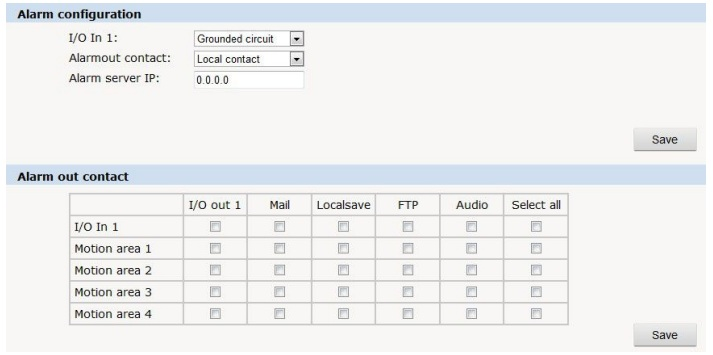 Alarm configuration
I/O In 1: Grounded circuit
Alarmout contact: Local contact
Alarm server IP: 0.0.0.0
Save
Alarm out contact
I/O out 1 Mail Localsave FTP Audio Select all
I/O In 1
Motion area 1
Motion area 2
Motion area 3
Motion area 4
Save